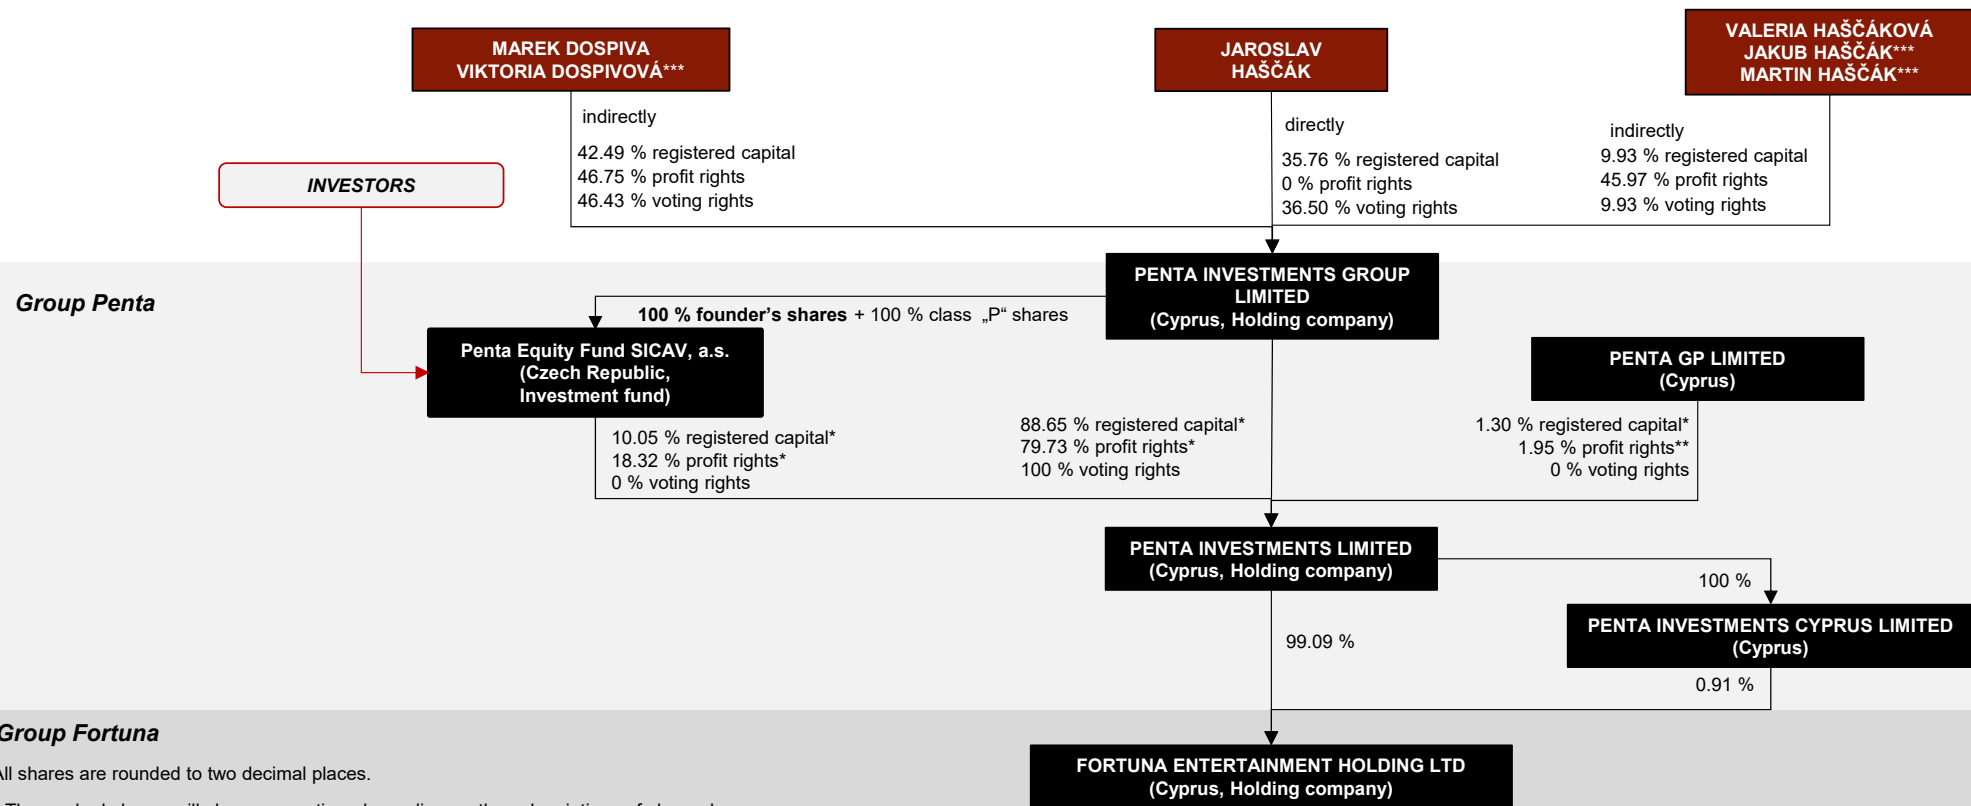 MAREK DOSPIVA
VIKTORIA DOSPIVOVÁ***
JAROSLAV
HAŠČÁK
VALERIA HAŠČÁKOVÁ
JAKUB HAŠČÁK***
MARTIN HAŠČÁK***
indirectly
42.49 % registered capital
46.75 % profit rights
46.43 % voting rights
directly
35.76 % registered capital
0 % profit rights
36.50 % voting rights
indirectly
9.93 % registered capital
45.97 % profit rights
9.93 % voting rights
INVESTORS
Group Penta
PENTA INVESTMENTS GROUP
LIMITED
(Cyprus, Holding company)
100 % founder's shares + 100 % class „P“ shares
Penta Equity Fund SICAV, a.s.
(Czech Republic,
Investment fund)
PENTA GP LIMITED
(Cyprus)
10.05 % registered capital*
18.32 % profit rights*
0 % voting rights
88.65 % registered capital*
79.73 % profit rights*
100 % voting rights
1.30 % registered capital*
1.95 % profit rights**
0 % voting rights
PENTA INVESTMENTS LIMITED
(Cyprus, Holding company)
100 %
PENTA INVESTMENTS CYPRUS LIMITED
(Cyprus)
99.09 %
0.91 %
Group Fortuna
All shares are rounded to two decimal places.
FORTUNA ENTERTAINMENT HOLDING LTD
(Cyprus, Holding company)